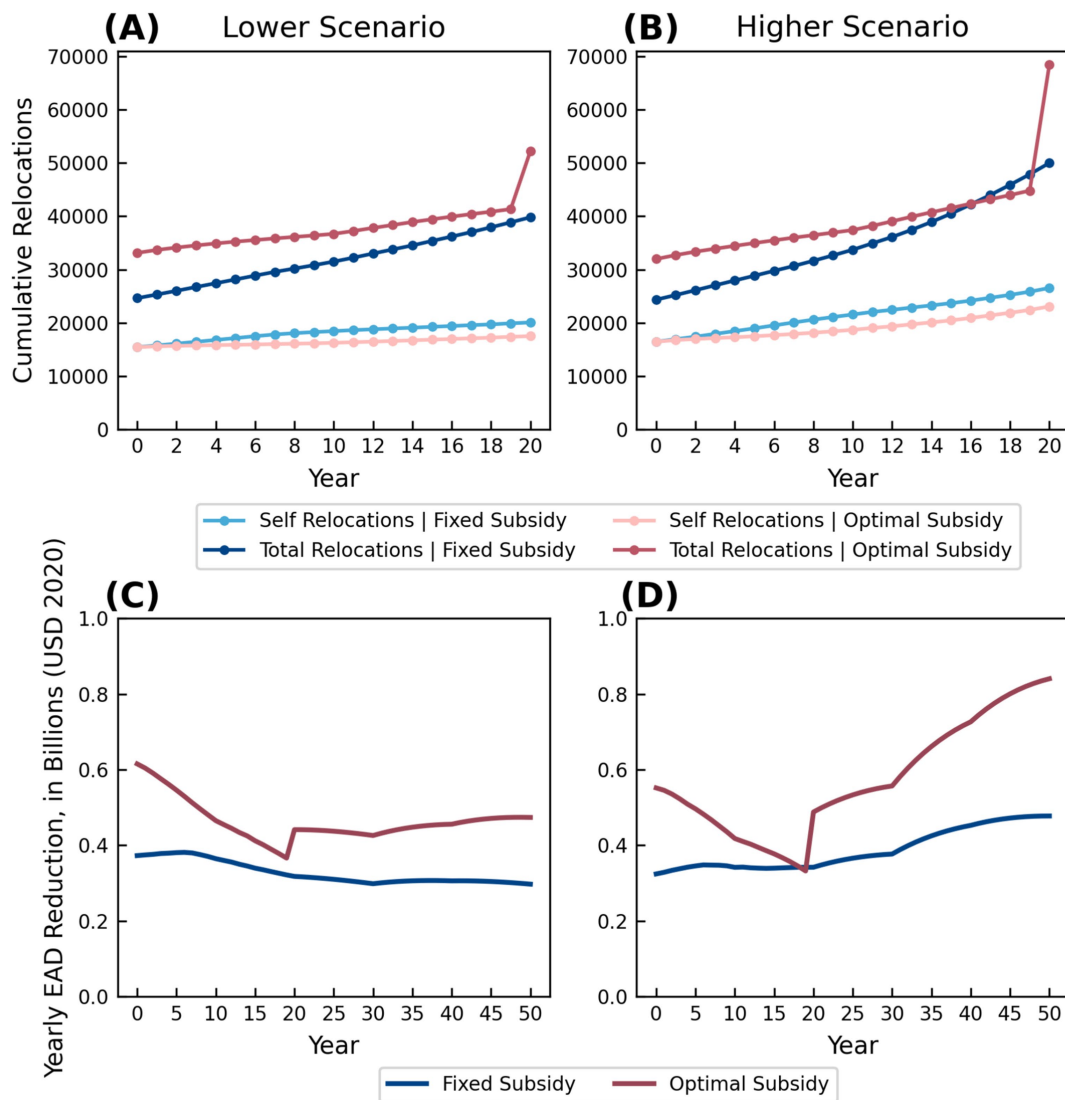 (A) Lower Scenario
(B) Higher Scenario
Cumulative Relocations
70000
60000
50000
40000
30000
20000
10000
0
0 2 4 6 8 10 12 14 16 18 20
Year
70000
60000
50000
40000
30000
20000
10000
0
0 2 4 6 8 10 12 14 16 18 20
Year
Self Relocations | Fixed Subsidy
Total Relocations | Fixed Subsidy
Self Relocations | Optimal Subsidy
Total Relocations | Optimal Subsidy
(C)
(D)
Yearly EAD Reduction, in Billions (USD 2020)
1.0
0.8
0.6
0.4
0.2
0.0
0 5 10 15 20 25 30 35 40 45 50
Year
1.0
0.8
0.6
0.4
0.2
0.0
0 5 10 15 20 25 30 35 40 45 50
Year
Fixed Subsidy
Optimal Subsidy